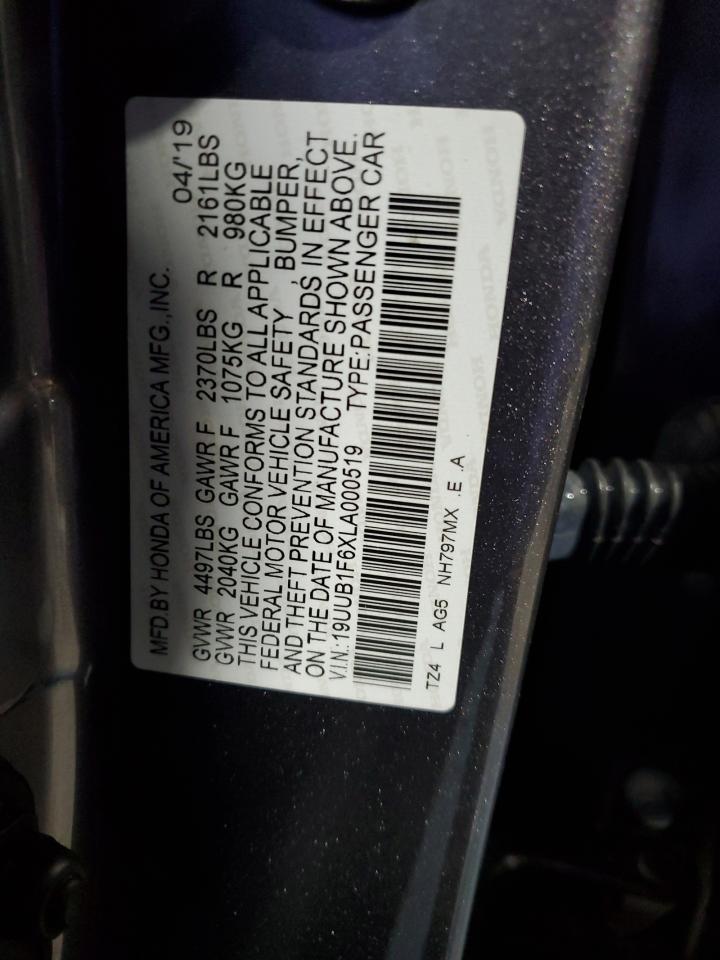 MFD.BY HONDA OF AMERICA MFG.,INC. 04/'19
GVWR 4497LBS GAWR F 2370LBS R 2161LBS
GVWR 2040KG GAWR F 1075KG R 980KG
THIS VEHICLE CONFORMS TO ALL APPLICABLE
FEDERAL MOTOR VEHICLE SAFETY , BUMPER,
AND THEFT PREVENTION STANDARDS IN EFFECT
ON THE DATE OF MANUFACTURE SHOWN ABOVE.
V.I.N.:19UUB1F6XLA000519 TYPE:PASSENGER CAR
TZ4 L AG5 NH797MX .E .A
HONDA